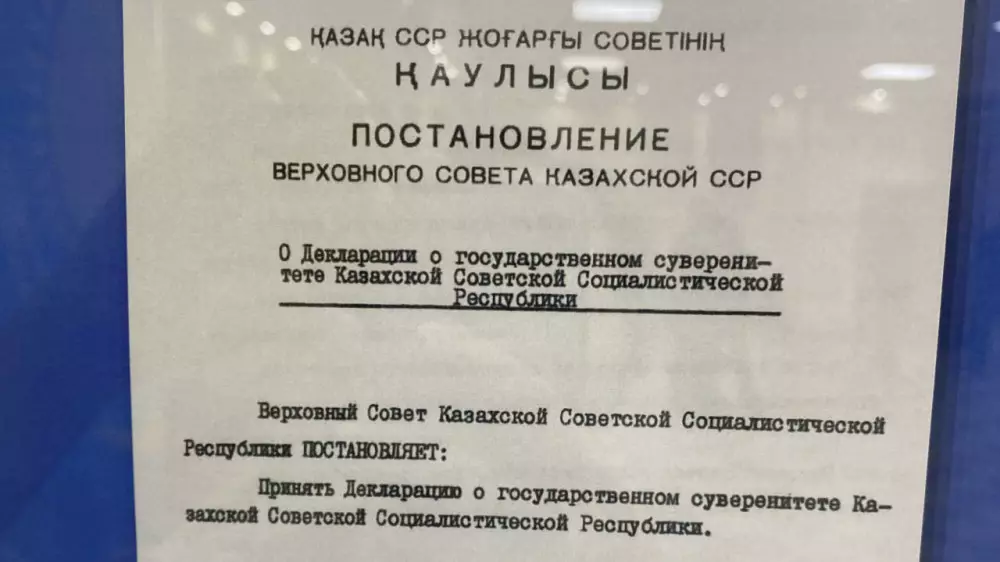 ҚАЗАҚ ССР ЖОҒАРҒЫ СОВЕТІНІҢ
ҚАУЛЫСЫ
ПОСТАНОВЛЕНИЕ
ВЕРХОВНОГО СОВЕТА КАЗАХСКОЙ ССР
О Декларации о государственном суверени-
тете Казахской Советской Социалистической
Республики
Верховный Совет Казахской Советской Социалистической
Республики ПОСТАНОВЛЯЕТ:
Принять Декларацию о государственном суверенитете Ка-
захской Советской Социалистической Республики.